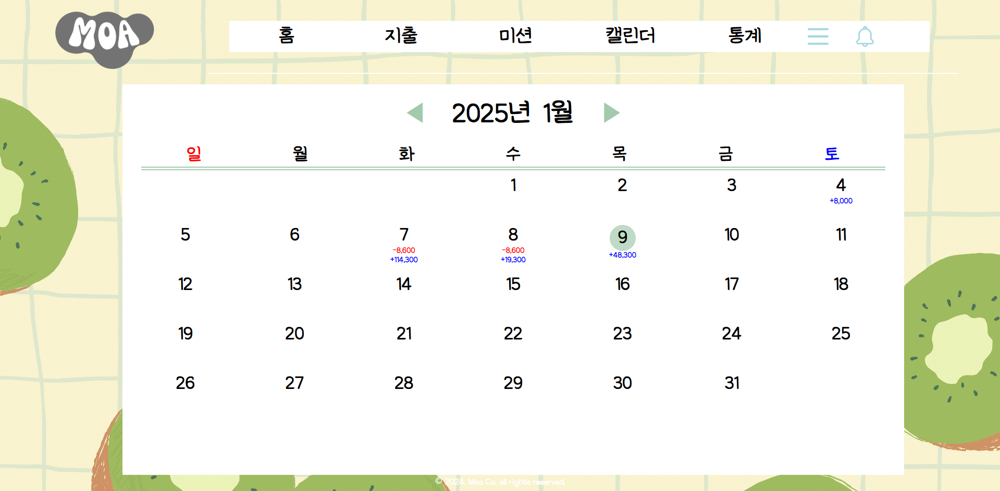 MOA
홈 지출 미션 캘린더 통계
2025년 1월
일 월 화 수 목 금 토
1 2 3 4
+8,000
5 6 7 8 9 10 11
-8,600 -8,600 +48,300
+114,300 +19,300
12 13 14 15 16 17 18
19 20 21 22 23 24 25
26 27 28 29 30 31
© 2024. Moa Co. all rights reserved.